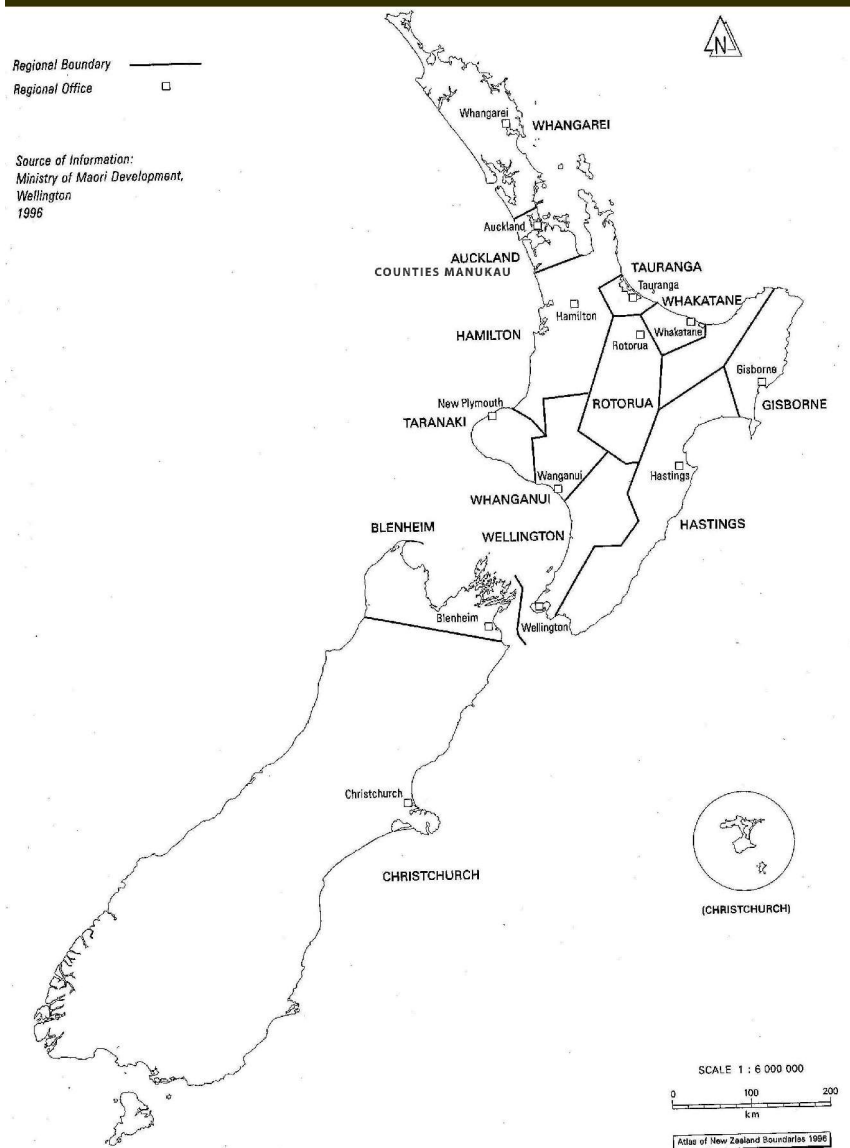 Regional Boundary
Regional Office
N
Source of Information:
Ministry of Maori Development,
Wellington
1996
Whangarei
WHANGAREI
Auckland
AUCKLAND
COUNTIES MANUKAU
TAURANGA
Tauranga
WHAKATANE
Hamilton
Whakatane
HAMILTON
Rotorua
Gisborne
New Plymouth
ROTORUA
GISBORNE
TARANAKI
Wanganui
Hastings
WHANGANUI
HASTINGS
BLENHEIM
WELLINGTON
Blenheim
Wellington
Christchurch
CHRISTCHURCH
(CHRISTCHURCH)
SCALE 1 : 6 000 000
0 100 200
km
Atlas of New Zealand Boundaries 1996